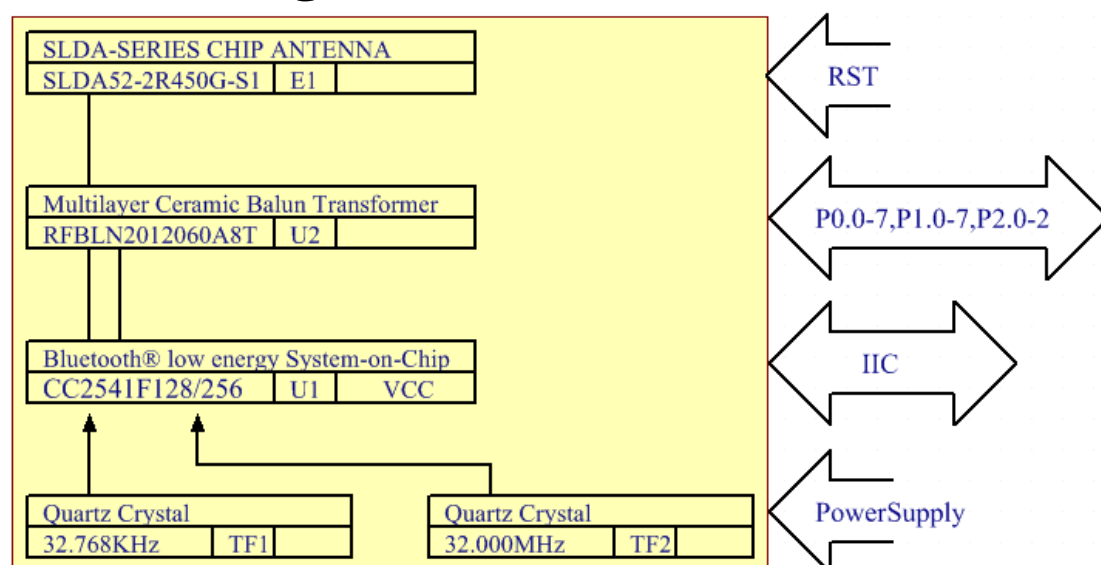 SLDA-SERIES CHIP ANTENNA
SLDA52-2R450G-S1 E1
RST
Multilayer Ceramic Balun Transformer
RFBLN2012060A8T U2
P0.0-7,P1.0-7,P2.0-2
Bluetooth® low energy System-on-Chip
CC2541F128/256 U1 VCC
IIC
Quartz Crystal
32.768KHz TF1
Quartz Crystal
32.000MHz TF2
PowerSupply